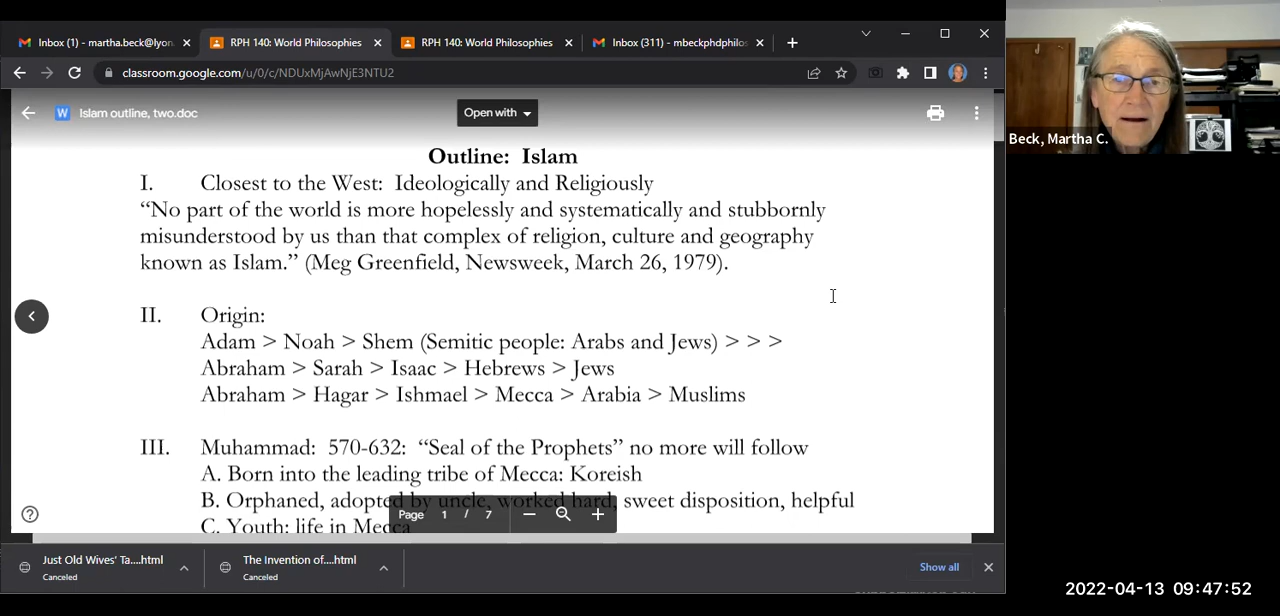 Inbox (1) - martha.beck@lyon.
RPH 140: World Philosophies
RPH 140: World Philosophies
Inbox (311) - mbeckphdphilos
classroom.google.com/u/0/c/NDUxMjAwNjE3NTU2
Islam outline, two.doc
Open with
Beck, Martha C.
Outline: Islam
I. Closest to the West: Ideologically and Religiously
“No part of the world is more hopelessly and systematically and stubbornly
misunderstood by us than that complex of religion, culture and geography
known as Islam.” (Meg Greenfield, Newsweek, March 26, 1979).
II. Origin:
Adam > Noah > Shem (Semitic people: Arabs and Jews) > > >
Abraham > Sarah > Isaac > Hebrews > Jews
Abraham > Hagar > Ishmael > Mecca > Arabia > Muslims
III. Muhammad: 570-632: “Seal of the Prophets” no more will follow
A. Born into the leading tribe of Mecca: Koreish
B. Orphaned, adopted by uncle, worked hard, sweet disposition, helpful
C. Youth: life in Mecca
Page 1 / 7
Just Old Wives' Ta....html
Canceled
The Invention of....html
Canceled
Show all
2022-04-13 09:47:52